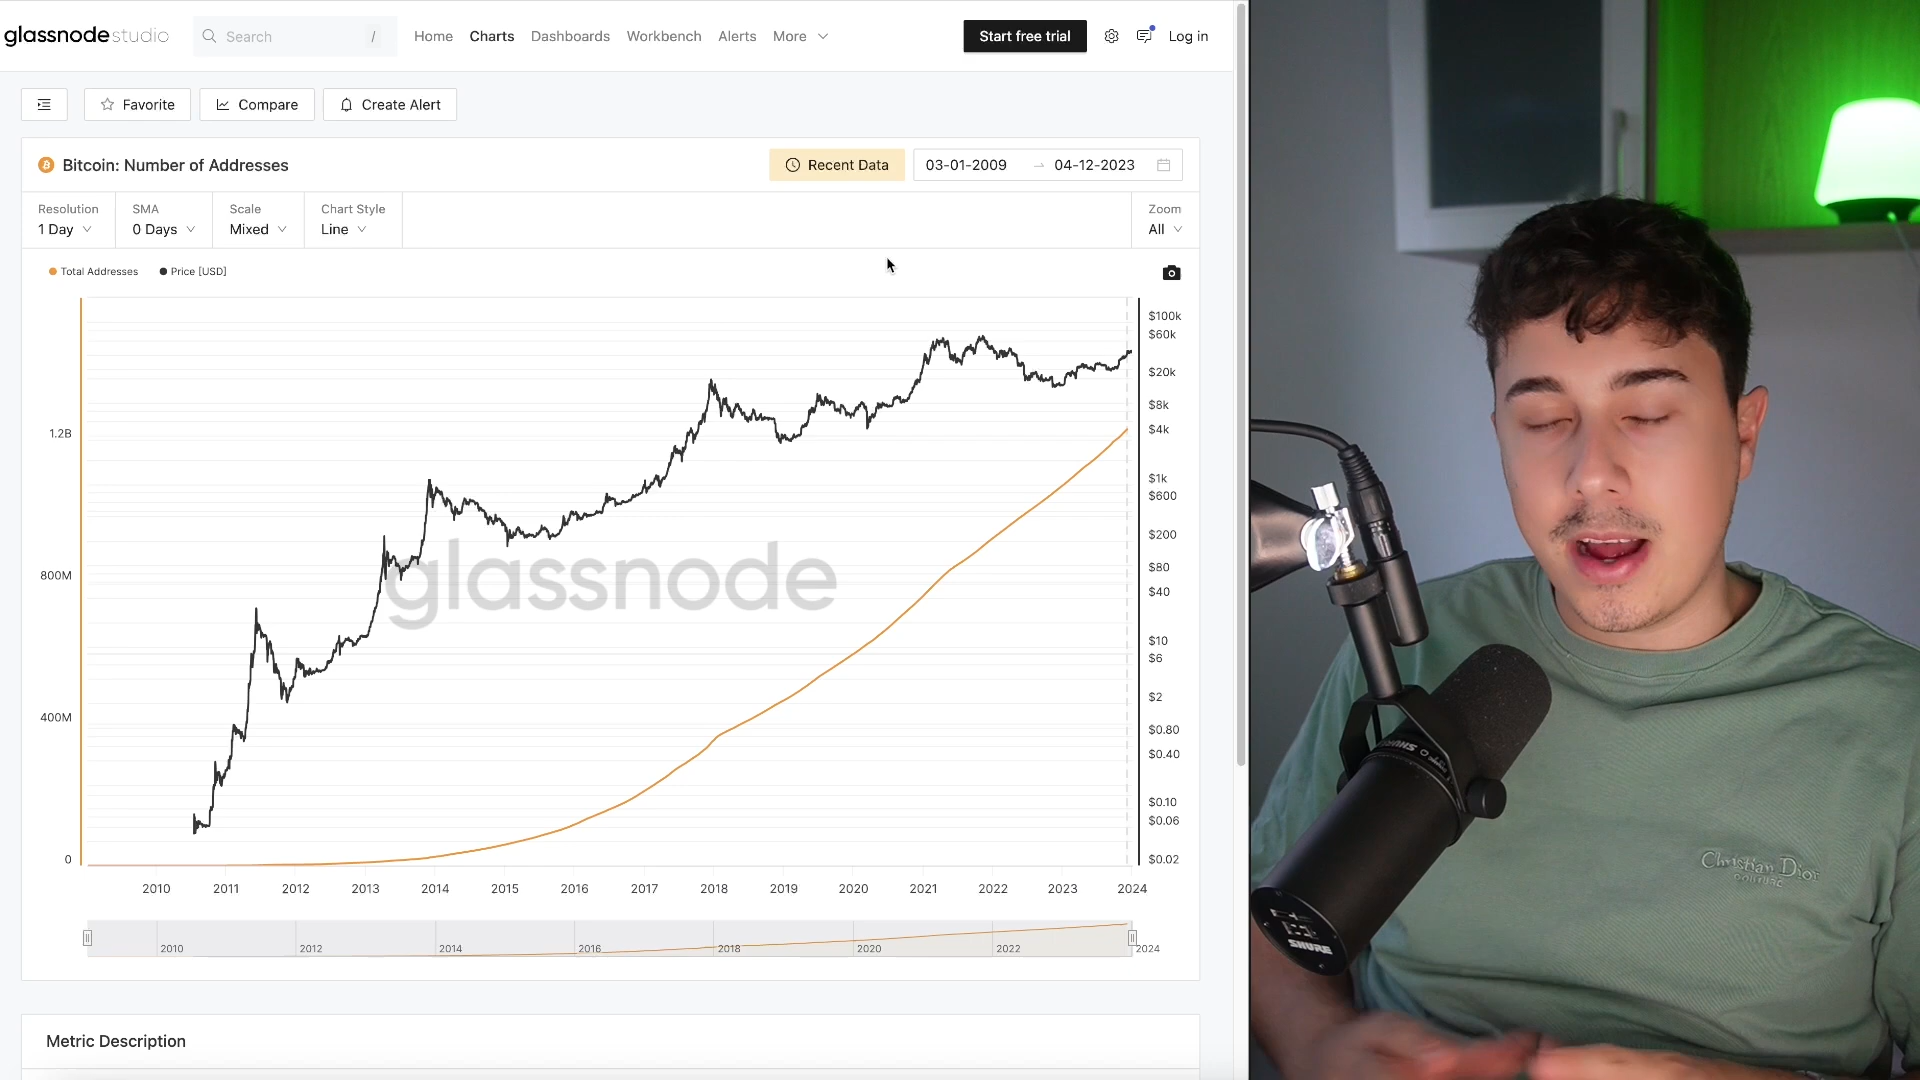 glassnodestudio Search / Home Charts Dashboards Workbench Alerts More Start free trial Log in
Favorite Compare Create Alert
Bitcoin: Number of Addresses Recent Data 03-01-2009 → 04-12-2023
Resolution SMA Scale Chart Style Zoom
1 Day 0 Days Mixed Line All
Total Addresses Price [USD]
$100k
$60k
$20k
$8k
1.2B
$4k
$1k
$600
$200
glassnode
$80
800M
$40
$10
$6
$2
400M
$0.80
$0.40
$0.10
$0.06
0
$0.02
2010 2011 2012 2013 2014 2015 2016 2017 2018 2019 2020 2021 2022 2023 2024
2010 2012 2014 2016 2018 2020 2022 2024
Metric Description
Christian Dior
COUTURE
SHURE
SHURE